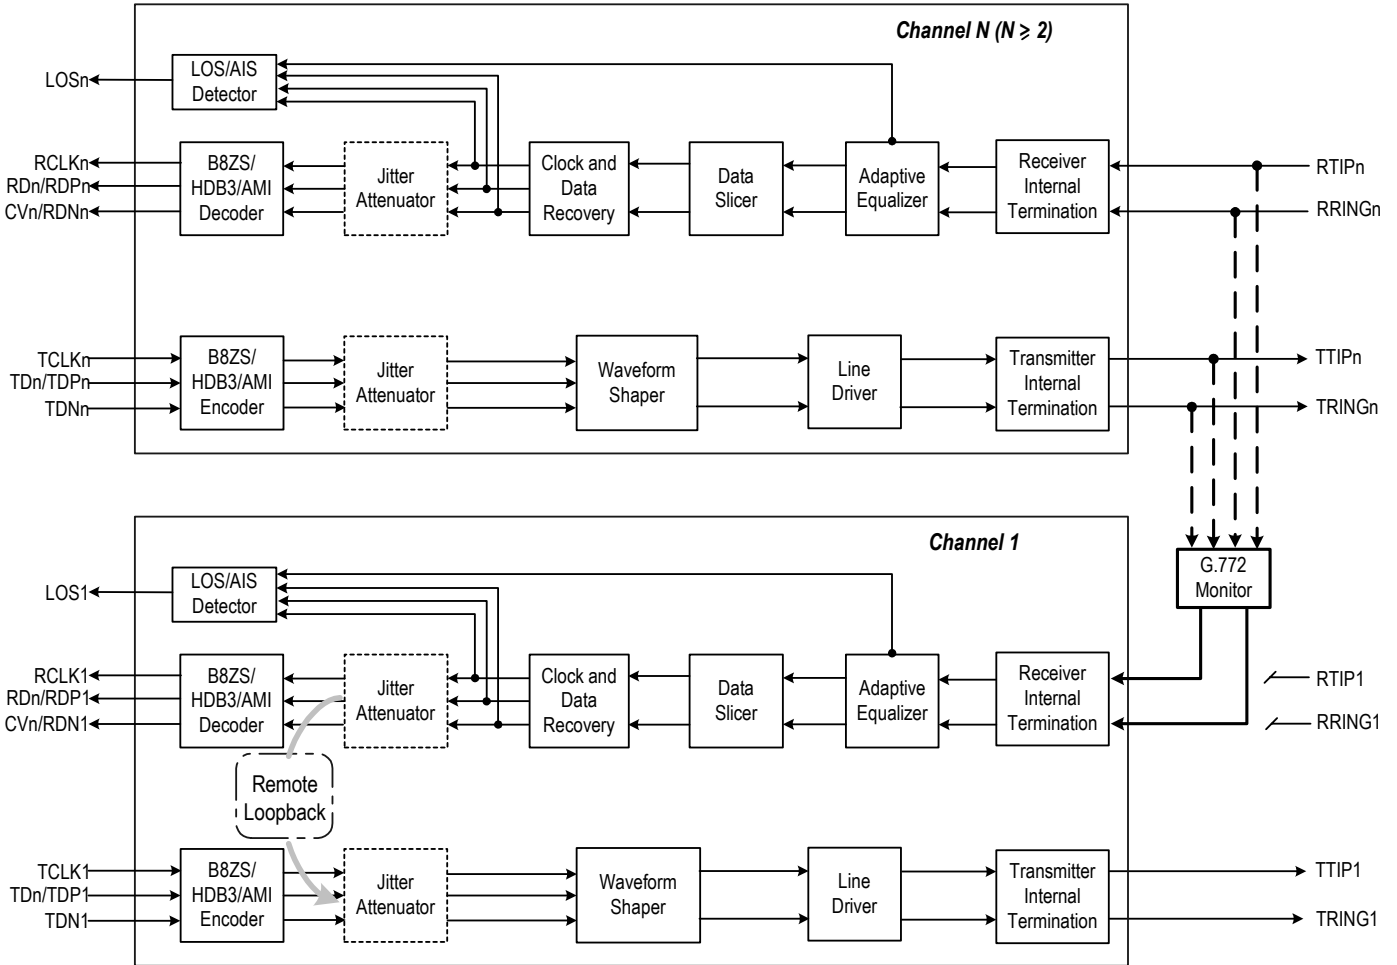 Channel N (N ≥ 2)
LOSn
LOS/AIS
Detector
RCLKn
RDn/RDPn
CVn/RDNn
B8ZS/
HDB3/AMI
Decoder
Jitter
Attenuator
Clock and
Data
Recovery
Data
Slicer
Adaptive
Equalizer
Receiver
Internal
Termination
RTIPn
RRINGn
TCLKn
TDn/TDPn
TDNn
B8ZS/
HDB3/AMI
Encoder
Jitter
Attenuator
Waveform
Shaper
Line
Driver
Transmitter
Internal
Termination
TTIPn
TRINGn
Channel 1
G.772
Monitor
LOS1
LOS/AIS
Detector
RCLK1
RDn/RDP1
CVn/RDN1
B8ZS/
HDB3/AMI
Decoder
Jitter
Attenuator
Clock and
Data
Recovery
Data
Slicer
Adaptive
Equalizer
Receiver
Internal
Termination
RTIP1
RRING1
Remote
Loopback
TCLK1
TDn/TDP1
TDN1
B8ZS/
HDB3/AMI
Encoder
Jitter
Attenuator
Waveform
Shaper
Line
Driver
Transmitter
Internal
Termination
TTIP1
TRING1